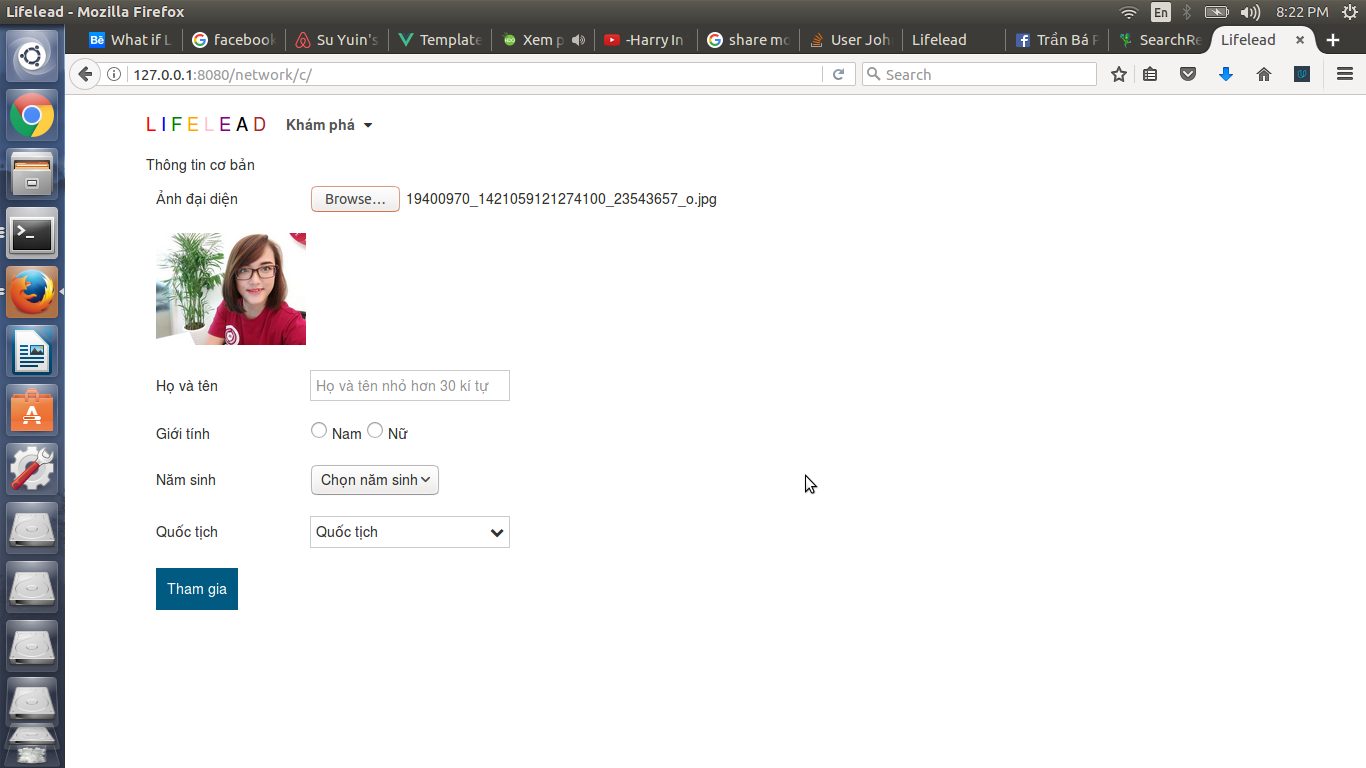 Lifelead - Mozilla Firefox
En
8:22 PM
What if L
facebook
Su Yuin's
Template
Xem p
-Harry In
share mo
User Joh
Lifelead
Trần Bá P
SearchRe
Lifelead
127.0.0.1:8080/network/c/
Search
LIFELEAD
Khám phá
Thông tin cơ bản
Ảnh đại diện
Browse...
19400970_1421059121274100_23543657_o.jpg
Họ và tên
Họ và tên nhỏ hơn 30 kí tự
Giới tính
Nam
Nữ
Năm sinh
Chọn năm sinh
Quốc tịch
Quốc tịch
Tham gia